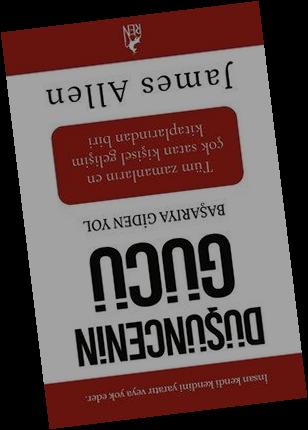 İnsan kendi kendini yaratır veya yok eder.
DÜŞÜNCENİN
GÜCÜ
BAŞARIYA GİDEN YOL
Tüm zamanların en
çok satan kişisel gelişim
kitaplarından biri
James Allen
REN